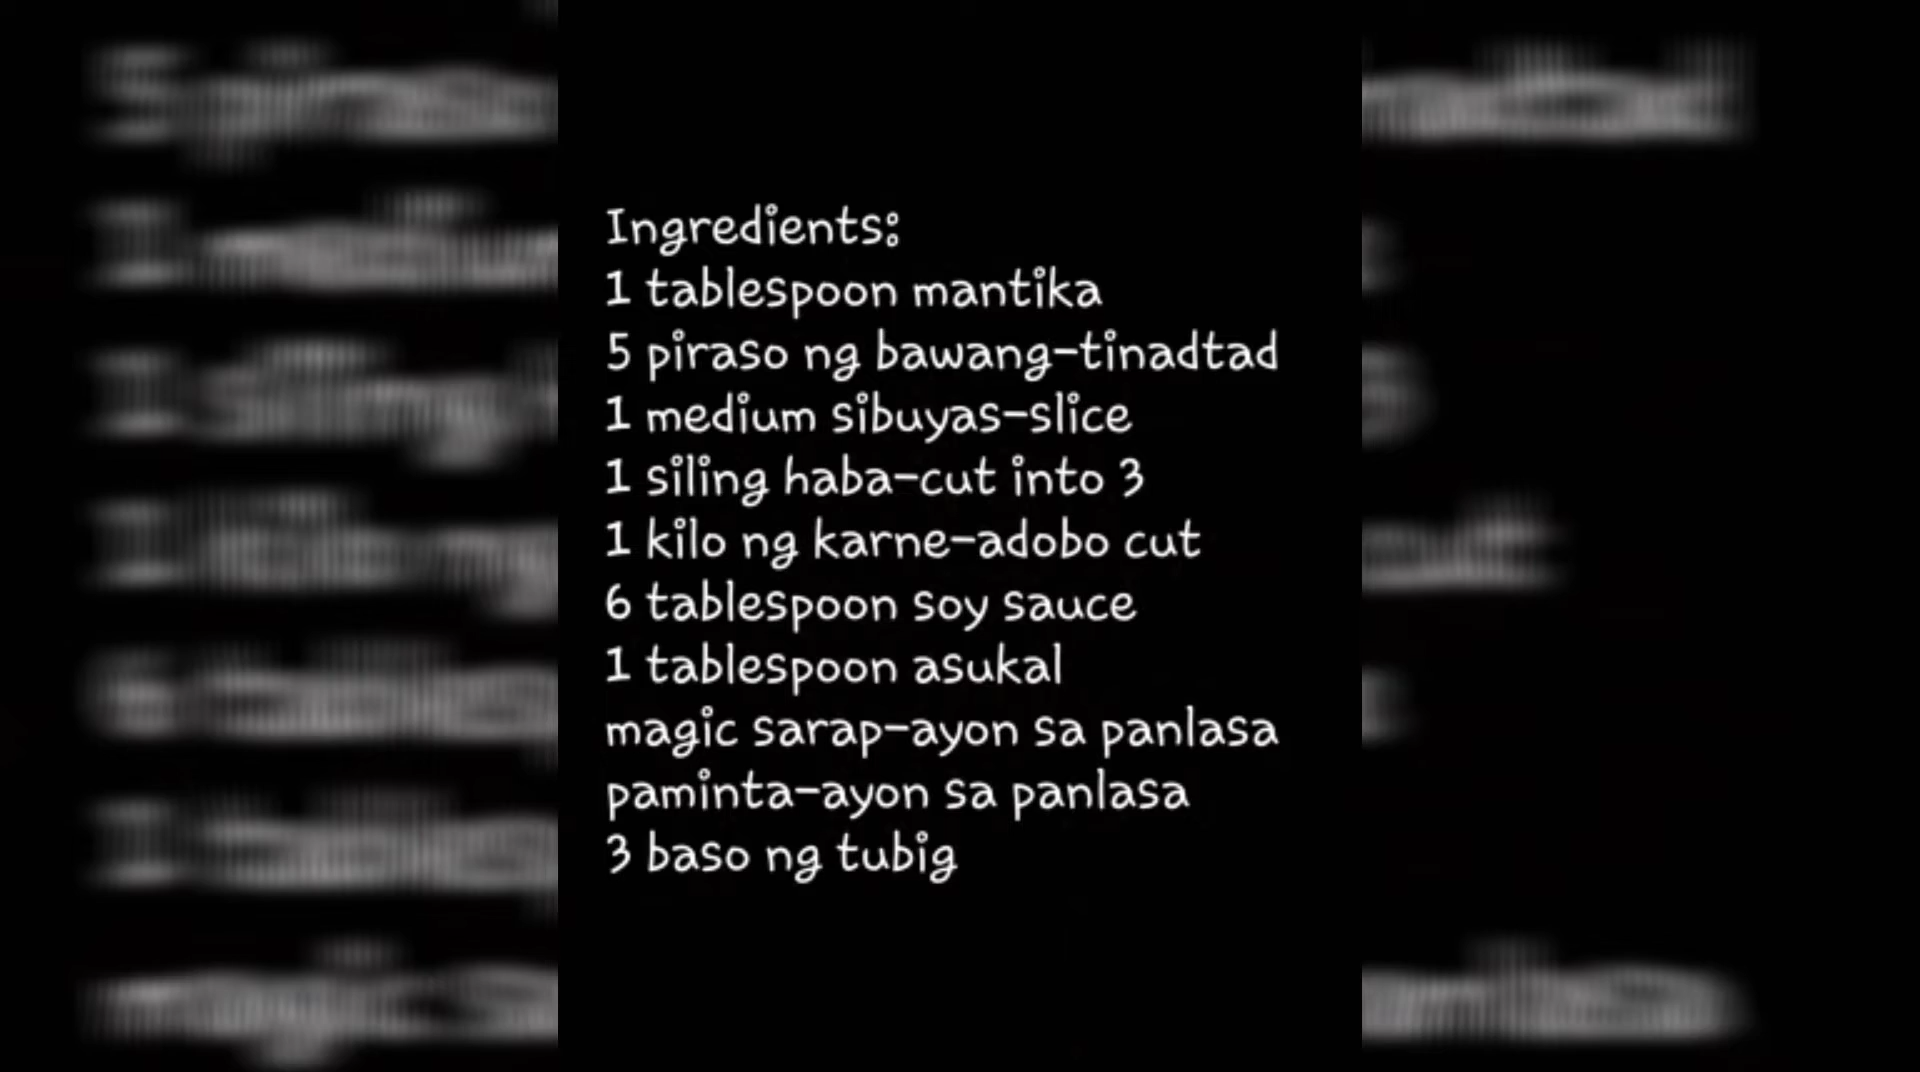 Ingredients:
1 tablespoon mantika
5 piraso ng bawang-tinadtad
1 medium sibuyas-slice
1 siling haba-cut into 3
1 kilo ng karne-adobo cut
6 tablespoon soy sauce
1 tablespoon asukal
magic sarap-ayon sa panlasa
paminta-ayon sa panlasa
3 baso ng tubig